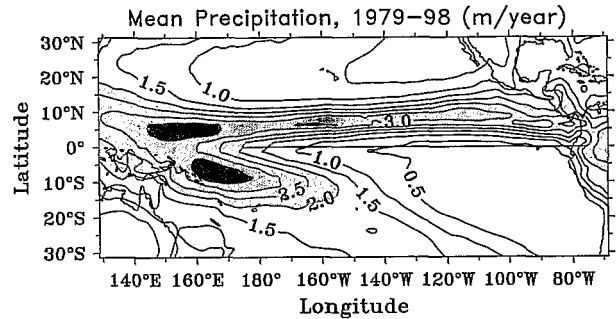 Mean Precipitation, 1979−98 (m/year)
30°N
20°N
10°N
0°
10°S
20°S
30°S
Latitude
1.5
1.0
3.0
1.0
0.5
2.5
2.0
1.5
1.5
140°E 160°E 180° 160°W 140°W 120°W 100°W 80°W
Longitude